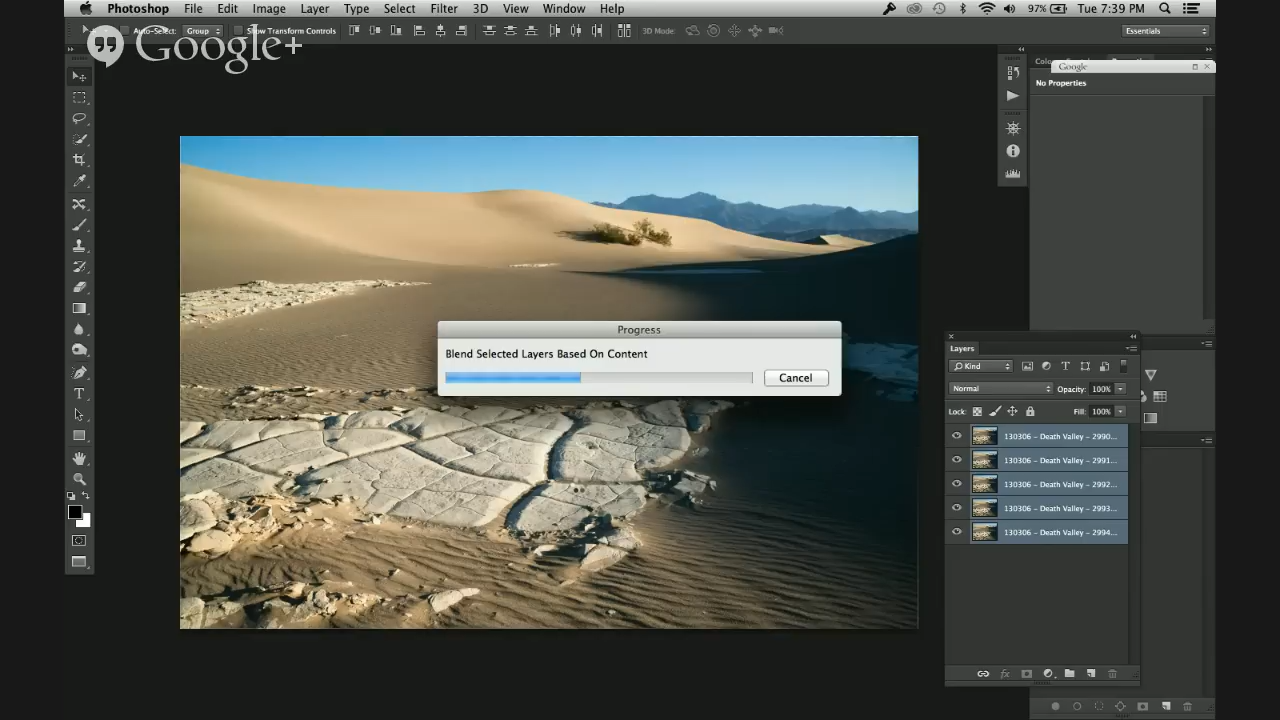 Photoshop File Edit Image Layer Type Select Filter 3D View Window Help 97% Tue 7:39 PM
Auto-Select: Group Show Transform Controls 3D Mode: Essentials
Google+
Google
No Properties
Progress
Blend Selected Layers Based On Content
Cancel
Layers
Kind
Normal Opacity: 100%
Lock: Fill: 100%
130306 - Death Valley - 2990...
130306 - Death Valley - 2991...
130306 - Death Valley - 2992...
130306 - Death Valley - 2993...
130306 - Death Valley - 2994...